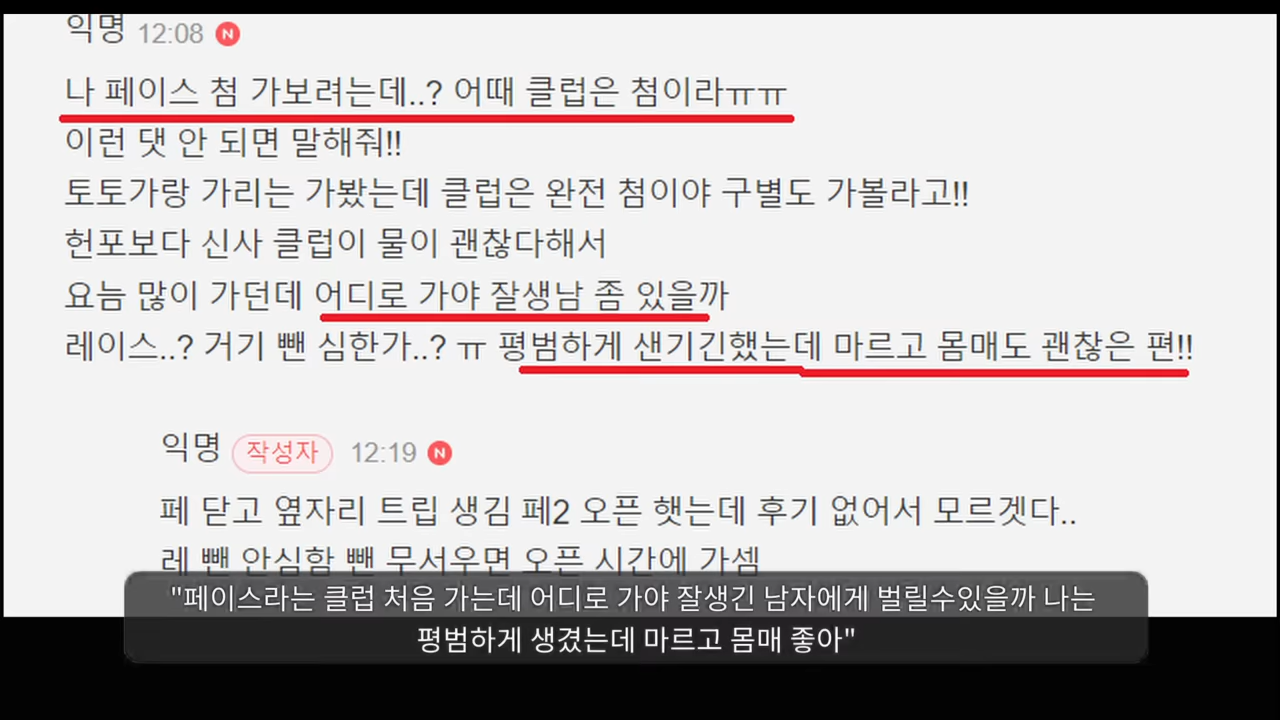 익명 12:08 N
나 페이스 첨 가보려는데..? 어때 클럽은 첨이라ㅠㅠ
이런 댓 안 되면 말해줘!!
토토가랑 가리는 가봤는데 클럽은 완전 첨이야 구별도 가볼라고!!
헌포보다 신사 클럽이 물이 괜찮다해서
요늠 많이 가던데 어디로 가야 잘생남 좀 있을까
레이스..? 거기 뺀 심한가..? ㅠ 평범하게 샌기긴했는데 마르고 몸매도 괜찮은 편!!
익명 작성자 12:19 N
페 닫고 옆자리 트립 생김 페2 오픈 햇는데 후기 없어서 모르겟다..
레 뺀 안심함 뺀 무서우면 오픈 시간에 가셈
"페이스라는 클럽 처음 가는데 어디로 가야 잘생긴 남자에게 벌릴수있을까 나는
평범하게 생겼는데 마르고 몸매 좋아"